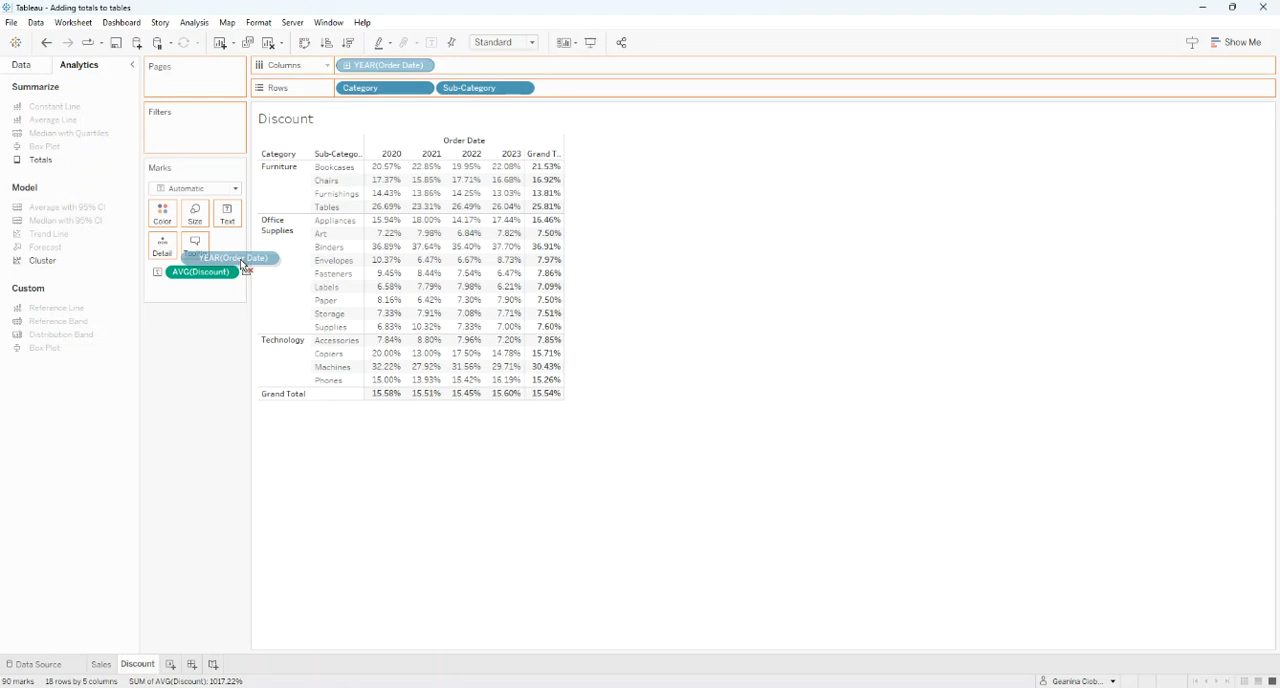 Tableau - Adding totals to tables
File Data Worksheet Dashboard Story Analysis Map Format Server Window Help
Standard Show Me
Data Analytics Pages Columns YEAR(Order Date)
Rows Category Sub-Category
Summarize
Constant Line
Average Line
Median with Quartiles
Box Plot
Totals
Model
Average with 95% CI
Median with 95% CI
Trend Line
Forecast
Cluster
Custom
Reference Line
Reference Band
Distribution Band
Box Plot
Filters
Marks
Automatic
Color Size Text
Detail
YEAR(Order Date)
AVG(Discount)
Discount
Order Date
Category Sub-Catego.. 2020 2021 2022 2023 Grand T..
Furniture Bookcases 20.57% 22.85% 19.95% 22.08% 21.53%
Chairs 17.37% 15.85% 17.71% 16.68% 16.92%
Furnishings 14.43% 13.86% 14.25% 13.03% 13.81%
Tables 26.69% 23.31% 26.49% 26.04% 25.81%
Office Supplies Appliances 15.94% 18.00% 14.17% 17.44% 16.46%
Art 7.22% 7.98% 6.84% 7.82% 7.50%
Binders 36.89% 37.64% 35.40% 37.70% 36.91%
Envelopes 10.37% 6.47% 6.67% 8.73% 7.97%
Fasteners 9.45% 8.44% 7.54% 6.47% 7.86%
Labels 6.58% 7.79% 7.98% 6.21% 7.09%
Paper 8.16% 6.42% 7.30% 7.90% 7.50%
Storage 7.33% 7.91% 7.08% 7.71% 7.51%
Supplies 6.83% 10.32% 7.33% 7.00% 7.60%
Technology Accessories 7.84% 8.80% 7.96% 7.20% 7.85%
Copiers 20.00% 13.00% 17.50% 14.78% 15.71%
Machines 32.22% 27.92% 31.56% 29.71% 30.43%
Phones 15.00% 13.93% 15.42% 16.19% 15.26%
Grand Total 15.58% 15.51% 15.45% 15.60% 15.54%
Data Source Sales Discount
90 marks 18 rows by 5 columns SUM of AVG(Discount): 1017.22% Geanina Ciob...